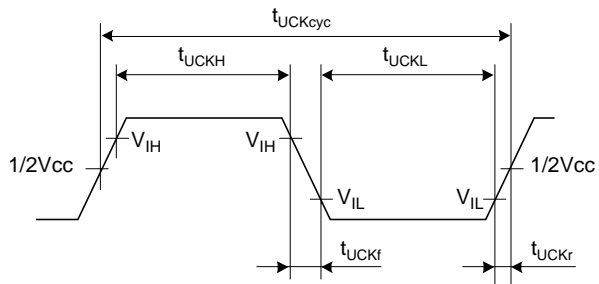 tUCKcyc
tUCKH
tUCKL
VIH
VIH
1/2Vcc
1/2Vcc
VIL
VIL
tUCKf
tUCKr